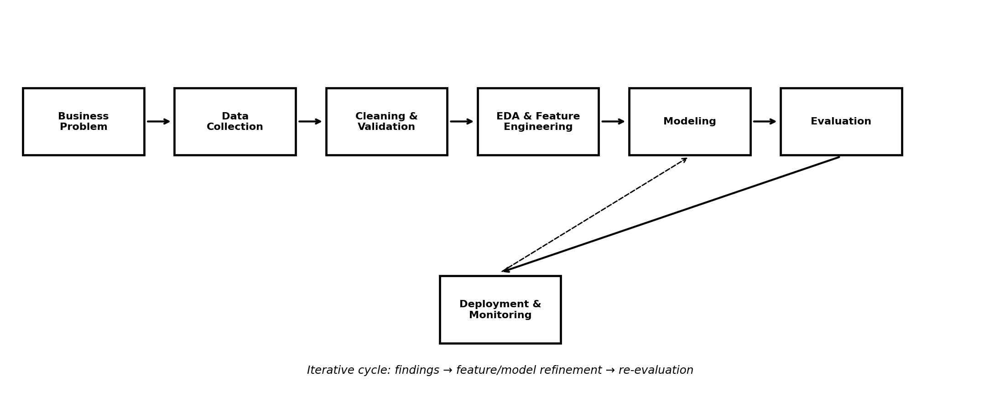 Business
Problem
Data
Collection
Cleaning &
Validation
EDA & Feature
Engineering
Modeling
Evaluation
Deployment &
Monitoring
Iterative cycle: findings → feature/model refinement → re-evaluation